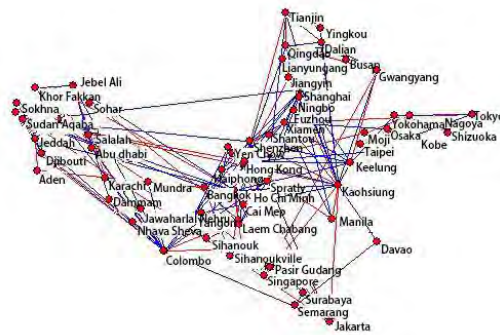 Tianjin
Yingkou
Qingdao
Dalian
Lianyungang
Busan
Jiangyin
Gwangyang
Jebel Ali
Khor Fakkan
Sokhna
Sohar
Shanghai
Ningbo
Fuzhou
Xiamen
Sudan Aqaba
Yokohama
Nagoya
Tokyo
Jeddah
Salalah
Shantou
Moji
Osaka
Shizuoka
Shenzhen
Kobe
Djibouti
Abu dhabi
Yen Chow
Taipei
Aden
Hong Kong
Keelung
Karachi
Mundra
Haiphong
Spratly
Bangkok
Ho Chi Minh
Kaohsiung
Dammam
Cai Mep
Jawaharlal Nehru
Yangon
Laem Chabang
Manila
Nhava Sheva
Sihanouk
Davao
Colombo
Sihanoukville
Pasir Gudang
Singapore
Surabaya
Semarang
Jakarta